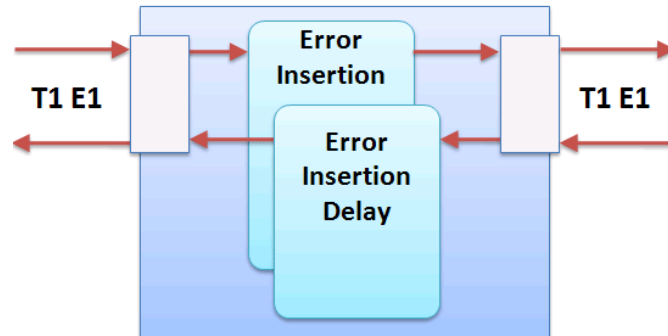 Error
Insertion
T1 E1
T1 E1
Error
Insertion
Delay